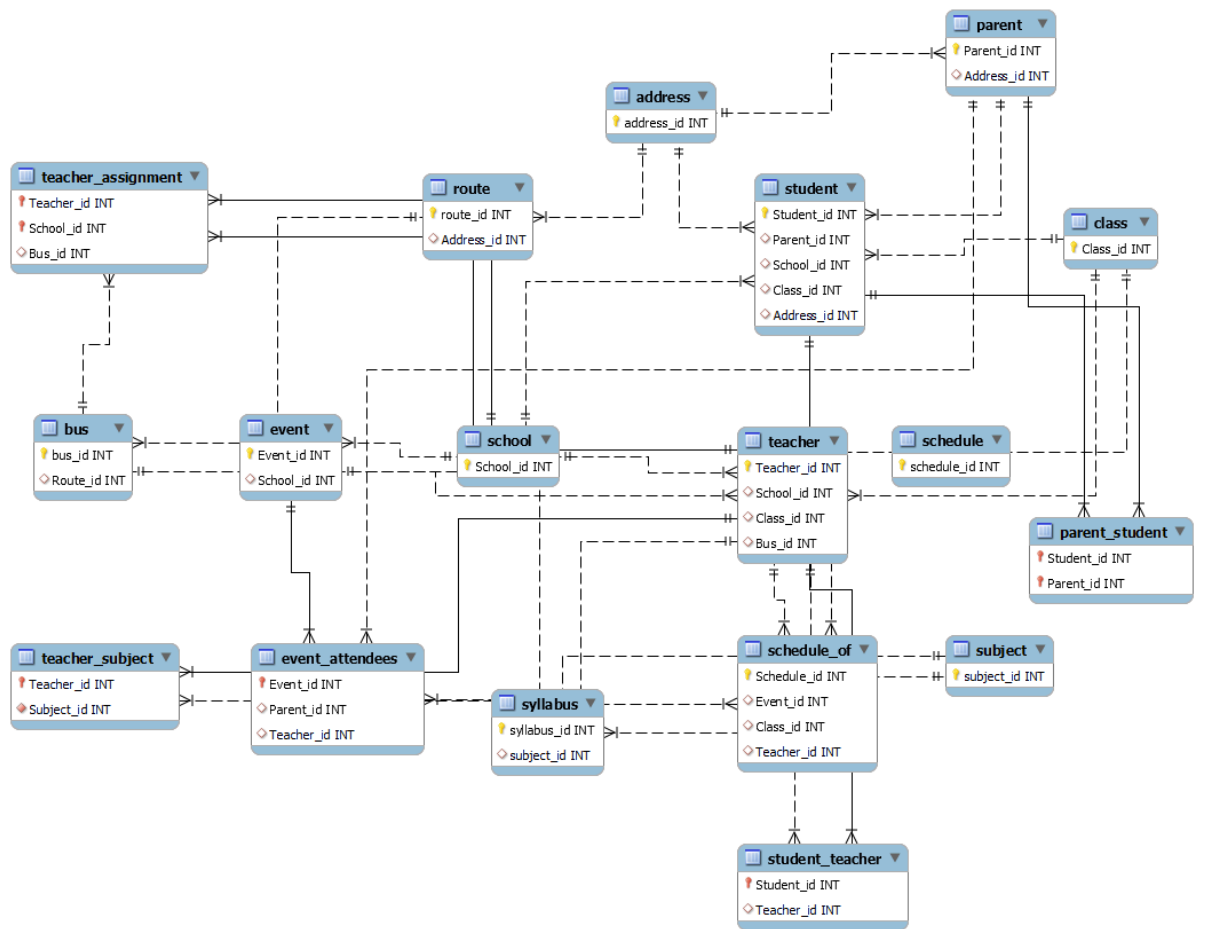 parent
Parent_id INT
Address_id INT
address
address_id INT
teacher_assignment
Teacher_id INT
School_id INT
Bus_id INT
route
route_id INT
Address_id INT
student
Student_id INT
Parent_id INT
School_id INT
Class_id INT
Address_id INT
class
Class_id INT
bus
bus_id INT
Route_id INT
event
Event_id INT
School_id INT
school
School_id INT
teacher
Teacher_id INT
School_id INT
Class_id INT
Bus_id INT
schedule
schedule_id INT
parent_student
Student_id INT
Parent_id INT
teacher_subject
Teacher_id INT
Subject_id INT
event_attendees
Event_id INT
Parent_id INT
Teacher_id INT
syllabus
syllabus_id INT
subject_id INT
schedule_of
Schedule_id INT
Event_id INT
Class_id INT
Teacher_id INT
subject
subject_id INT
student_teacher
Student_id INT
Teacher_id INT